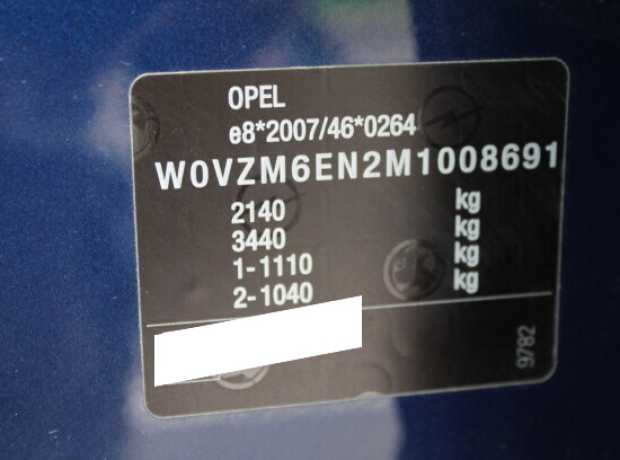 OPEL
e8*2007/46*0264
W0VZM6EN2M1008691
2140 kg
3440 kg
1-1110 kg
2-1040 kg
9782